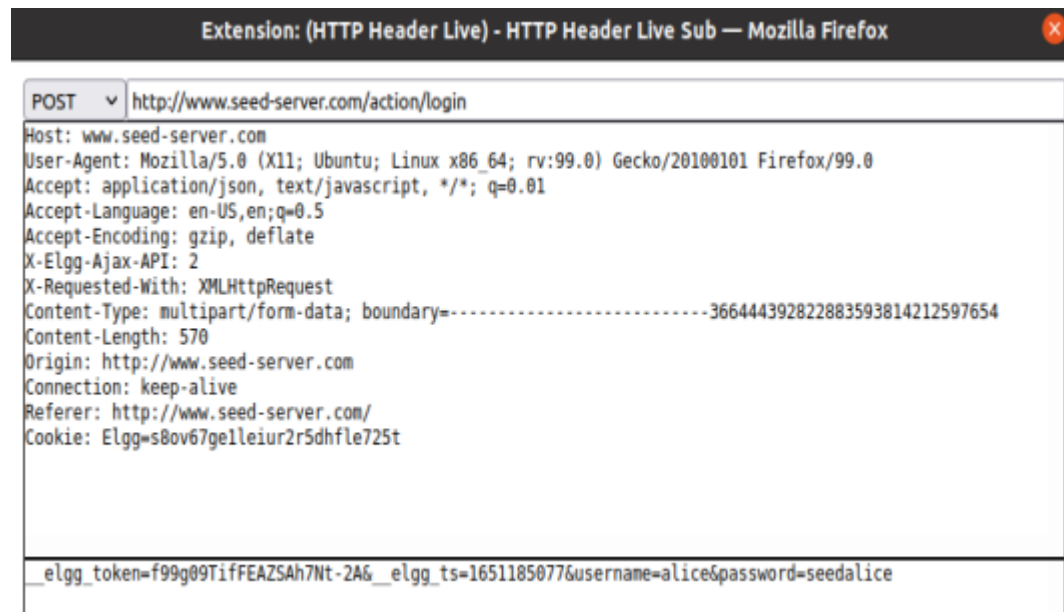 Extension: (HTTP Header Live) - HTTP Header Live Sub — Mozilla Firefox
POST http://www.seed-server.com/action/login
Host: www.seed-server.com
User-Agent: Mozilla/5.0 (X11; Ubuntu; Linux x86_64; rv:99.0) Gecko/20100101 Firefox/99.0
Accept: application/json, text/javascript, */*; q=0.01
Accept-Language: en-US,en;q=0.5
Accept-Encoding: gzip, deflate
X-Elgg-Ajax-API: 2
X-Requested-With: XMLHttpRequest
Content-Type: multipart/form-data; boundary=---------------------------366444392822883593814212597654
Content-Length: 570
Origin: http://www.seed-server.com
Connection: keep-alive
Referer: http://www.seed-server.com/
Cookie: Elgg=s8ov67ge1leiur2r5dhfle725t
__elgg_token=f99g09TifFEAZSAh7Nt-2A&__elgg_ts=1651185077&username=alice&password=seedalice